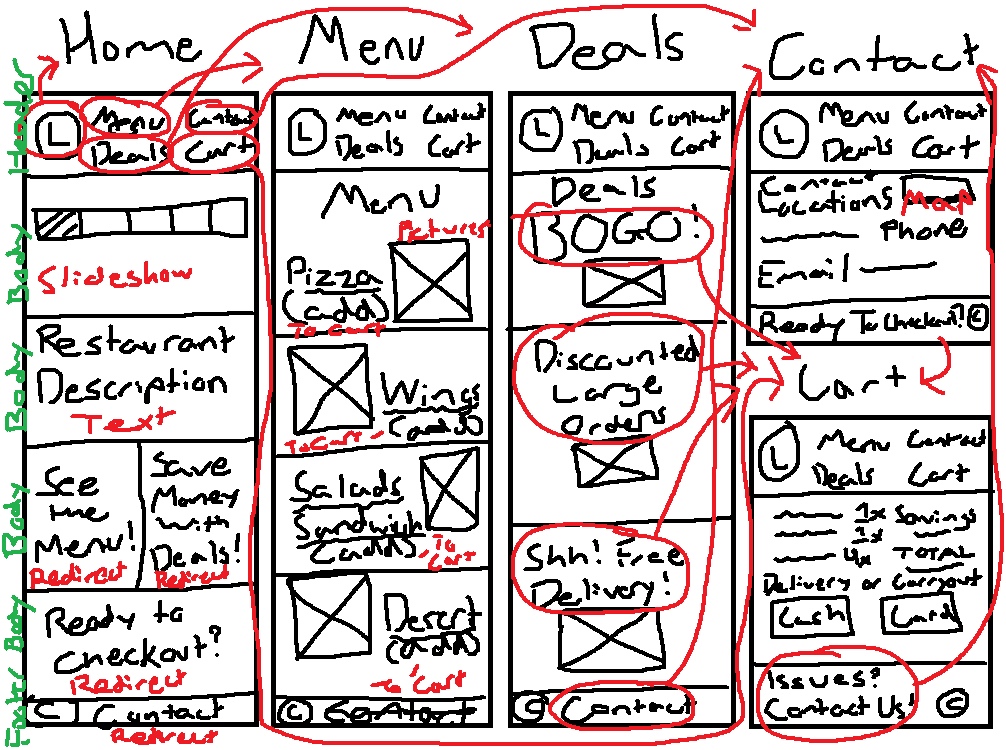 Home
Menu
Deals
Contact
Header
Body
Body
Body
Body
Footer
L
Menu
Contact
Deals
Cart
Slideshow
Restaurant
Description
Text
See
the
Menu!
Redirect
Save
Money
with
Deals!
Redirect
Ready to
checkout?
Redirect
C
Contact
Redirect
L
Menu Contact
Deals Cart
Menu
Pictures
Pizza
(add)
To Cart
Wings
(add)
To Cart
Salads
Sandwich
(add)
To
Cart
Desert
(add)
To Cart
C
Contact
L
Menu Contact
Deals Cart
Deals
BOGO!
Discounted
Large
Orders
Shh! Free
Delivery!
C
Contact
L
Menu Contact
Deals Cart
Contact
Locations
Map
Phone
Email
Ready To Checkout? C
Cart
L
Menu Contact
Deals Cart
1x Savings
1x
4x TOTAL
Delivery or Carryout
Cash Card
Issues?
Contact Us!
C